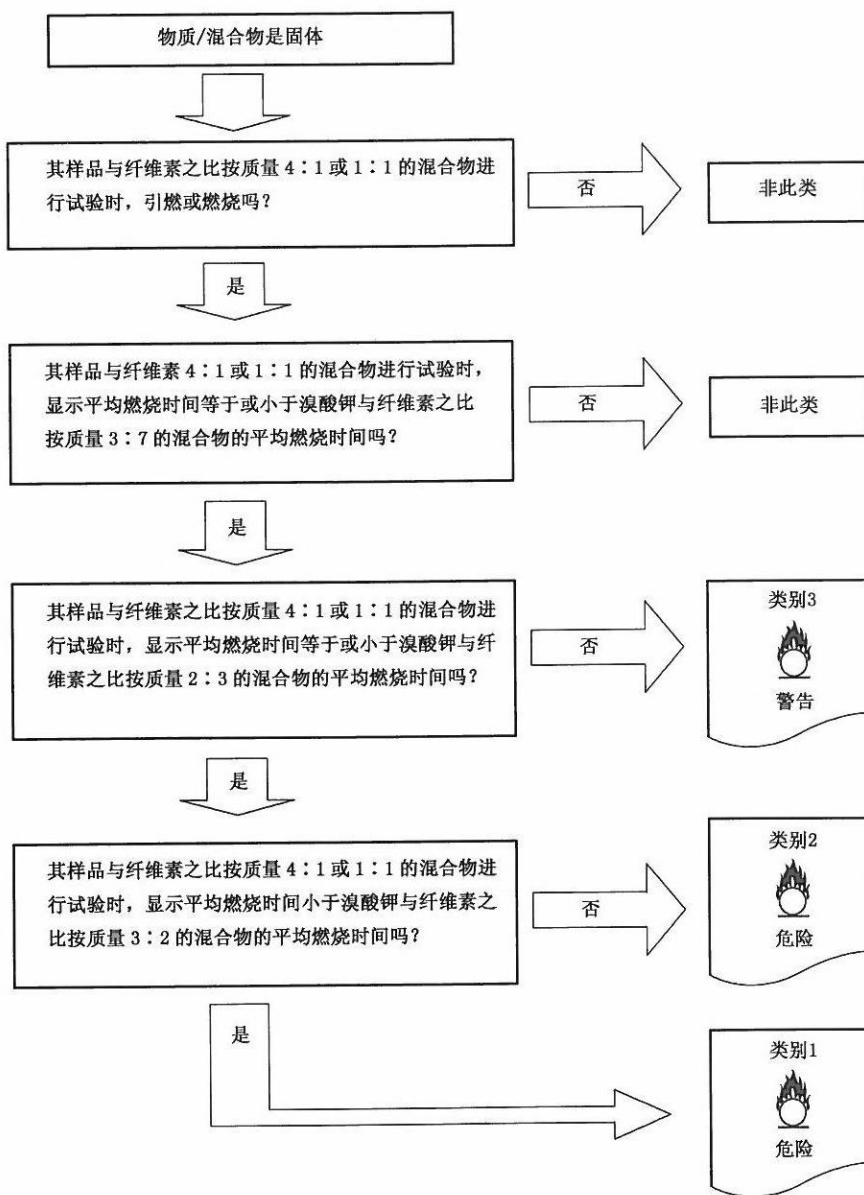 物质/混合物是固体
其样品与纤维素之比按质量 4∶1 或 1∶1 的混合物进
行试验时，引燃或燃烧吗？
否
非此类
是
其样品与纤维素 4∶1 或 1∶1 的混合物进行试验时，
显示平均燃烧时间等于或小于溴酸钾与纤维素之比
按质量 3∶7 的混合物的平均燃烧时间吗？
否
非此类
是
其样品与纤维素之比按质量 4∶1 或 1∶1 的混合物进
行试验时，显示平均燃烧时间等于或小于溴酸钾与纤
维素之比按质量 2∶3 的混合物的平均燃烧时间吗？
否
类别3
警告
是
其样品与纤维素之比按质量 4∶1 或 1∶1 的混合物进
行试验时，显示平均燃烧时间小于溴酸钾与纤维素之
比按质量 3∶2 的混合物的平均燃烧时间吗？
否
类别2
危险
是
类别1
危险